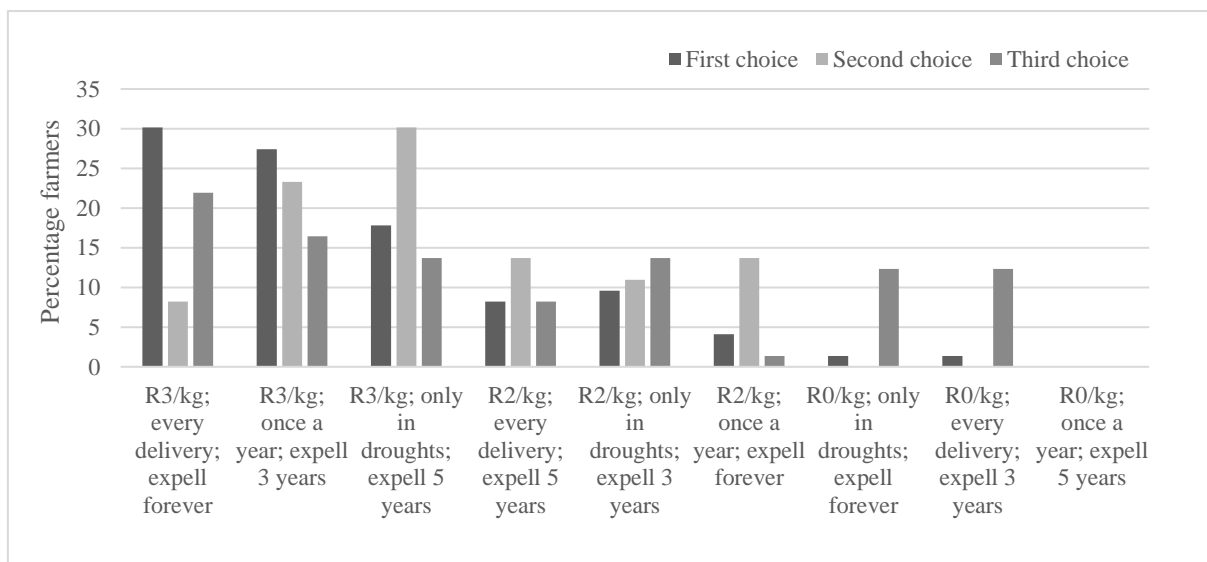 First choice Second choice Third choice
Percentage farmers
35
30
25
20
15
10
5
0
R3/kg;
every
delivery;
expell
forever
R3/kg;
once a
year; expell
3 years
R3/kg; only
in
droughts;
expell 5
years
R2/kg;
every
delivery;
expell 5
years
R2/kg; only
in
droughts;
expell 3
years
R2/kg;
once a
year; expell
forever
R0/kg; only
in
droughts;
expell
forever
R0/kg;
every
delivery;
expell 3
years
R0/kg;
once a
year; expell
5 years